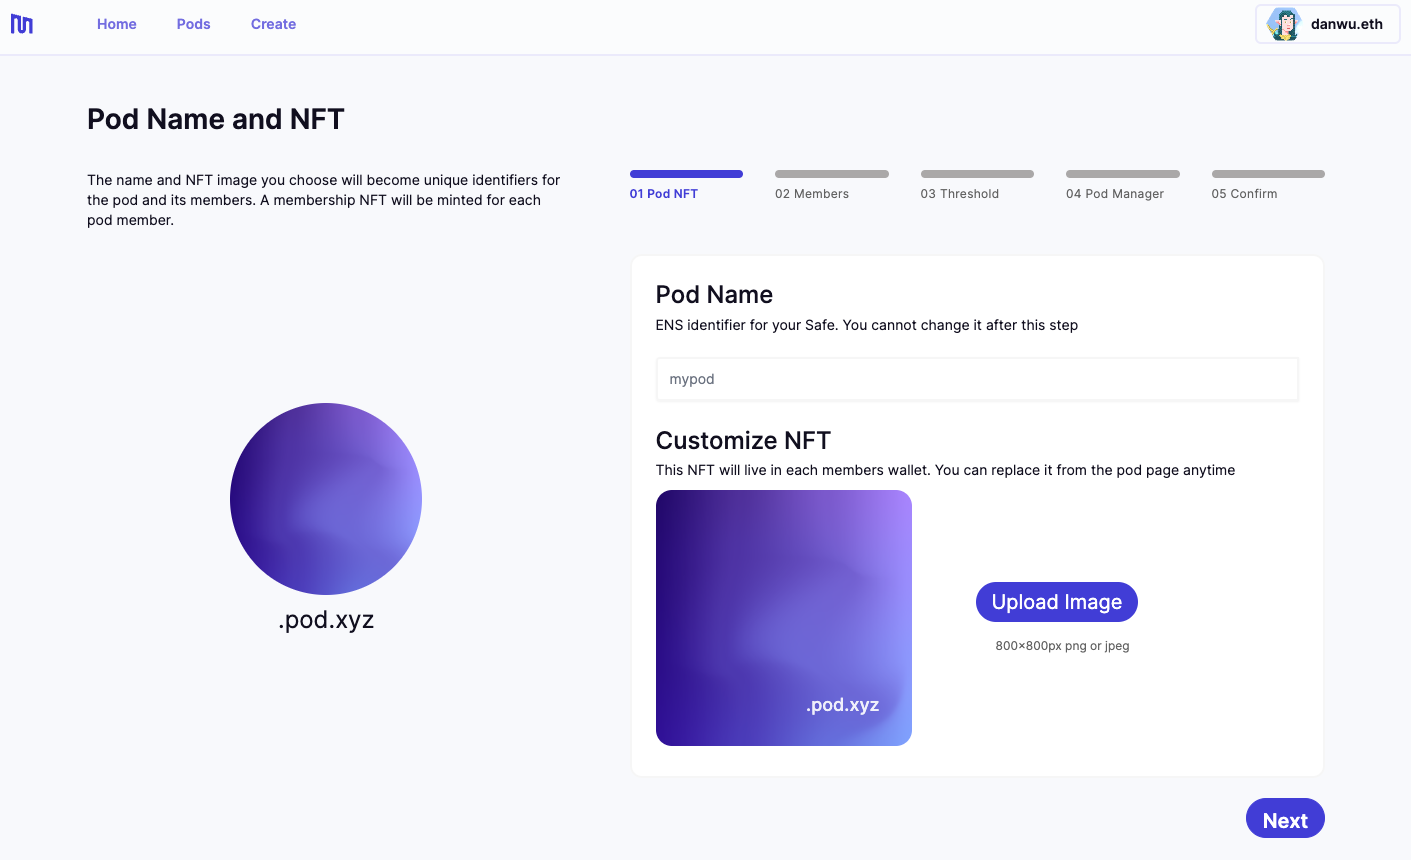 Home Pods Create danwu.eth
Pod Name and NFT
The name and NFT image you choose will become unique identifiers for
the pod and its members. A membership NFT will be minted for each
pod member.
01 Pod NFT 02 Members 03 Threshold 04 Pod Manager 05 Confirm
.pod.xyz
Pod Name
ENS identifier for your Safe. You cannot change it after this step
mypod
Customize NFT
This NFT will live in each members wallet. You can replace it from the pod page anytime
.pod.xyz
Upload Image
800x800px png or jpeg
Next